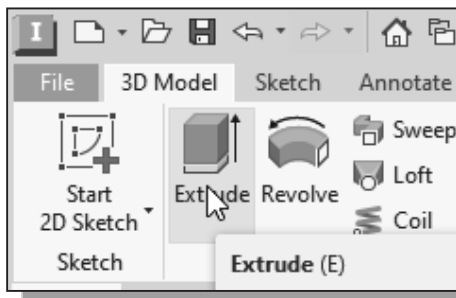 I
File 3D Model Sketch Annotate
Start
2D Sketch
Extrude
Revolve
Sweep
Loft
Coil
Sketch
Extrude (E)